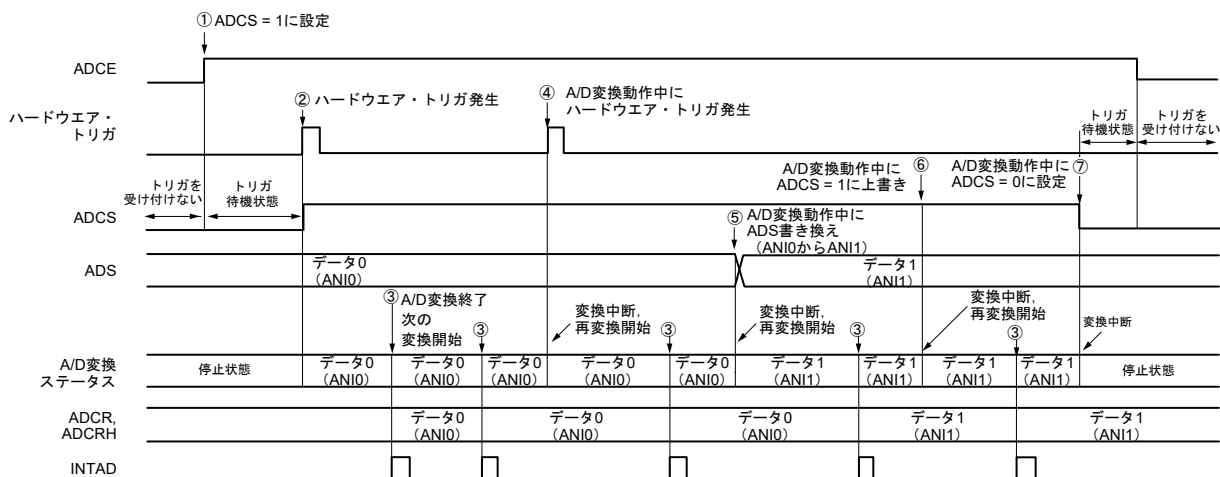 ①ADCS = 1に設定
ADCE
②ハードウエア・トリガ発生
④A/D変換動作中に
ハードウエア・トリガ発生
ハードウエア・
トリガ
トリガ
待機状態
トリガを
受け付けない
A/D変換動作中に
ADCS = 1に上書き
⑥
A/D変換動作中に
ADCS = 0に設定
⑦
トリガを
受け付けない
トリガ
待機状態
ADCS
⑤A/D変換動作中に
ADS書き換え
（ANI0からANI1）
ADS
データ0
（ANI0）
データ1
（ANI1）
③A/D変換終了
次の
変換開始
③
変換中断,
再変換開始
③
変換中断,
再変換開始
③
変換中断,
再変換開始
③
変換中断
A/D変換
ステータス
停止状態
データ0
（ANI0）
データ0
（ANI0）
データ0
（ANI0）
データ0
（ANI0）
データ0
（ANI0）
データ1
（ANI1）
データ1
（ANI1）
データ1
（ANI1）
データ1
（ANI1）
停止状態
ADCR,
ADCRH
データ0
（ANI0）
データ0
（ANI0）
データ0
（ANI0）
データ1
（ANI1）
データ1
（ANI1）
INTAD